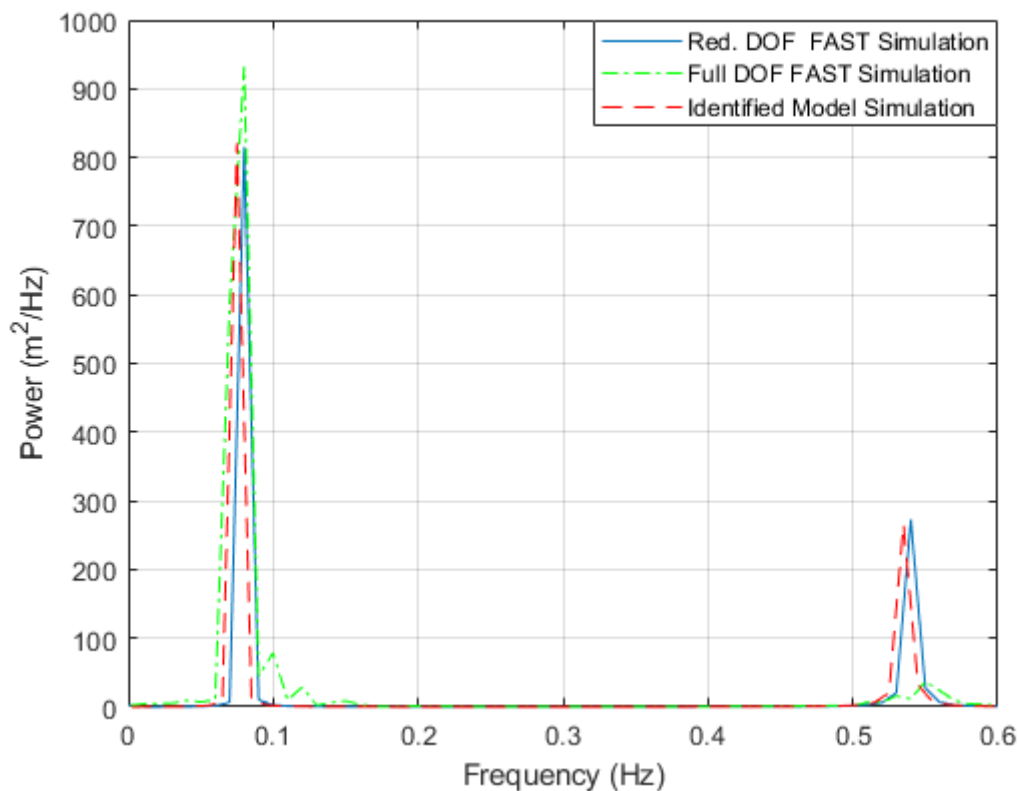 1000
900
800
700
600
500
400
300
200
100
0
Power (m²/Hz)
Red. DOF  FAST Simulation
Full DOF FAST Simulation
Identified Model Simulation
0 0.1 0.2 0.3 0.4 0.5 0.6
Frequency (Hz)